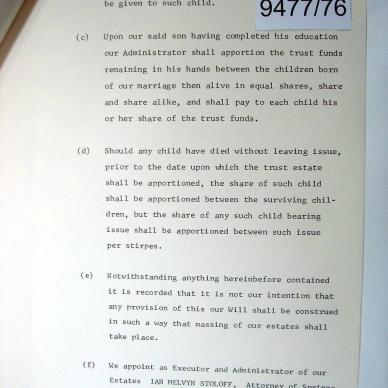 be given to such child.
9477/76
(c) Upon our said son having completed his education
our Administrator shall apportion the trust funds
remaining in his hands between the children born
of our marriage then alive in equal shares, share
and share alike, and shall pay to each child his
or her share of the trust funds.
(d) Should any child have died without leaving issue,
prior to the date upon which the trust estate
shall be apportioned, the share of such child
shall be apportioned between the surviving chil-
dren, but the share of any such child bearing
issue shall be apportioned between such issue
per stirpes.
(e) Notwithstanding anything hereinbefore contained
it is recorded that it is not our intention that
any provision of this our Will shall be construed
in such a way that massing of our estates shall
take place.
(f) We appoint as Executor and Administrator of our
Estates IAN MELVYN STOLOFF, Attorney of